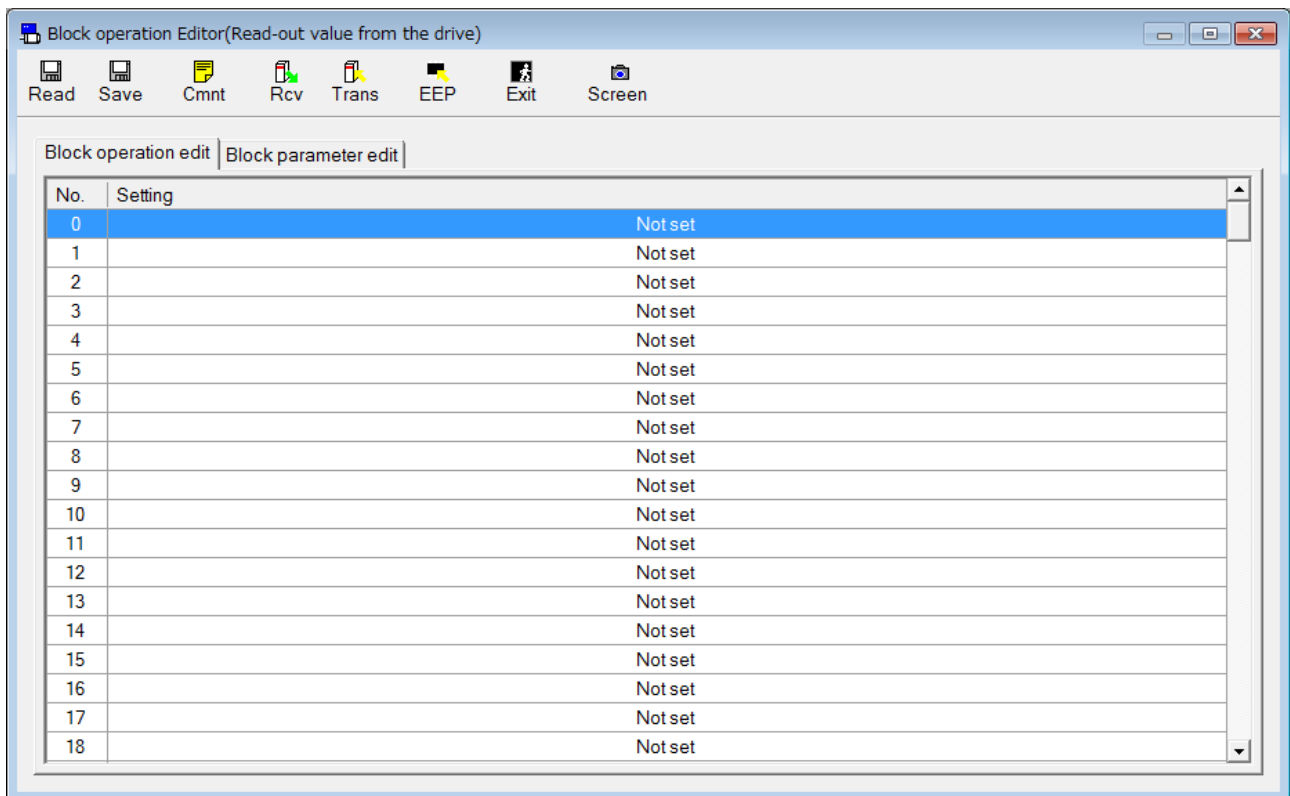 Block operation Editor(Read-out value from the drive)
Read Save Cmnt Rcv Trans EEP Exit Screen
Block operation edit Block parameter edit
No. Setting
0 Not set
1 Not set
2 Not set
3 Not set
4 Not set
5 Not set
6 Not set
7 Not set
8 Not set
9 Not set
10 Not set
11 Not set
12 Not set
13 Not set
14 Not set
15 Not set
16 Not set
17 Not set
18 Not set